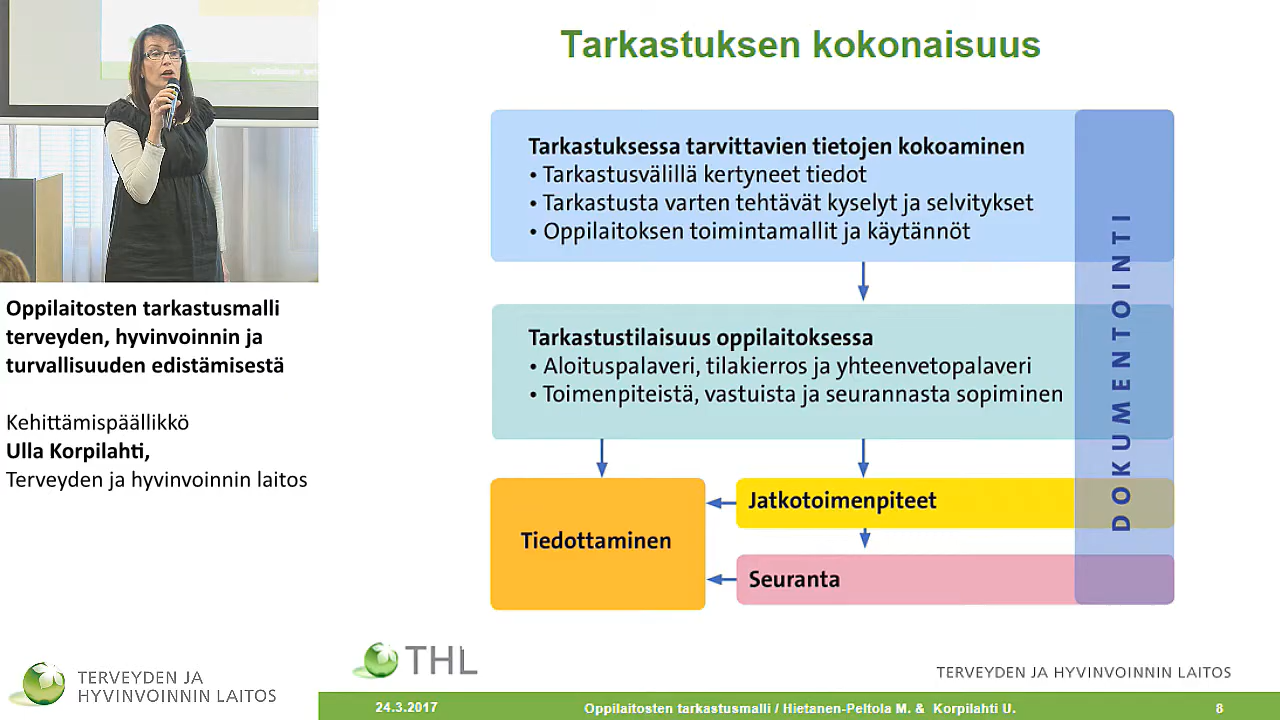 Tarkastuksen kokonaisuus
Tarkastuksessa tarvittavien tietojen kokoaminen
• Tarkastusvälillä kertyneet tiedot
• Tarkastusta varten tehtävät kyselyt ja selvitykset
• Oppilaitoksen toimintamallit ja käytännöt
Tarkastustilaisuus oppilaitoksessa
• Aloituspalaveri, tilakierros ja yhteenvetopalaveri
• Toimenpiteistä, vastuista ja seurannasta sopiminen
Tiedottaminen
Jatkotoimenpiteet
Seuranta
DOKUMENTOINTI
Oppilaitosten tarkastusmalli
terveyden, hyvinvoinnin ja
turvallisuuden edistämisestä
Kehittämispäällikkö
Ulla Korpilahti,
Terveyden ja hyvinvoinnin laitos
TERVEYDEN JA
HYVINVOINNIN LAITOS
THL
TERVEYDEN JA HYVINVOINNIN LAITOS
24.3.2017
Oppilaitosten tarkastusmalli / Hietanen-Peltola M. & Korpilahti U.
8